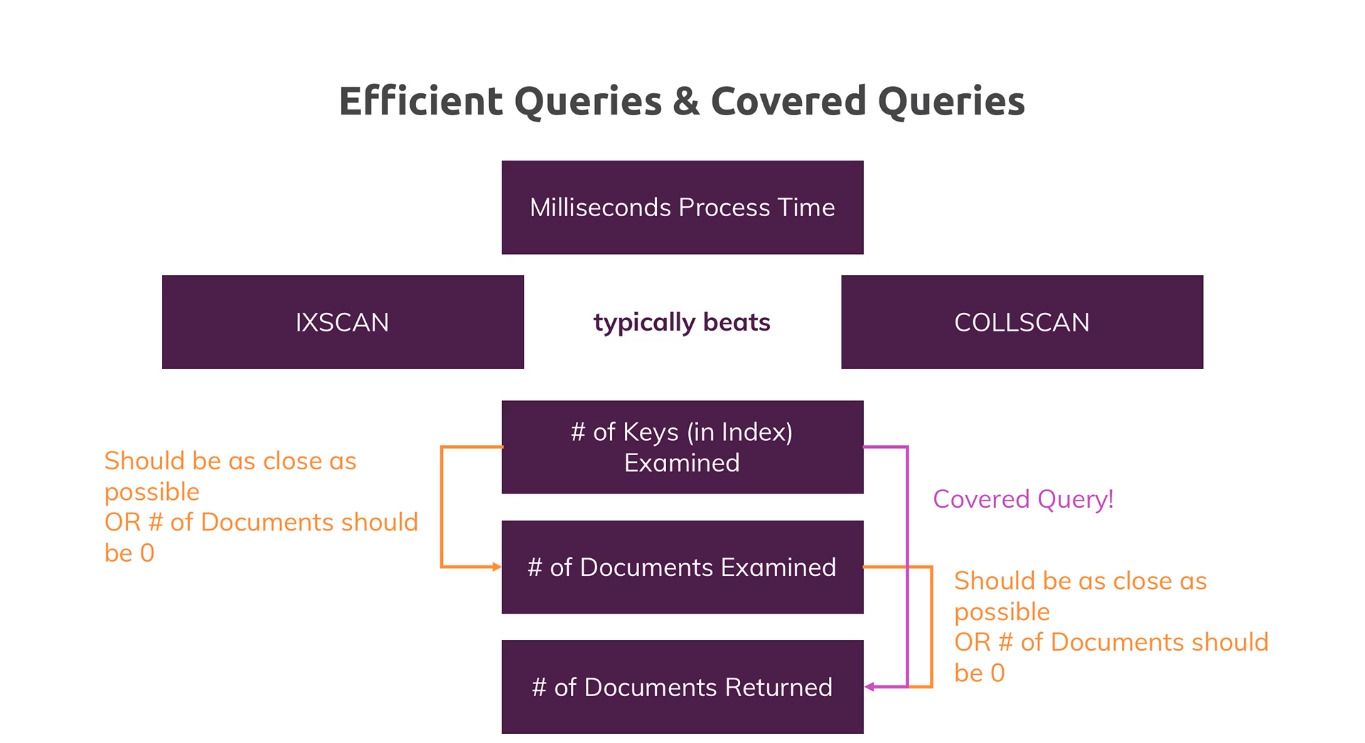 Efficient Queries & Covered Queries
Milliseconds Process Time
IXSCAN
typically beats
COLLSCAN
# of Keys (in Index)
Examined
Should be as close as
possible
OR # of Documents should
be 0
Covered Query!
# of Documents Examined
Should be as close as
possible
OR # of Documents should
be 0
# of Documents Returned